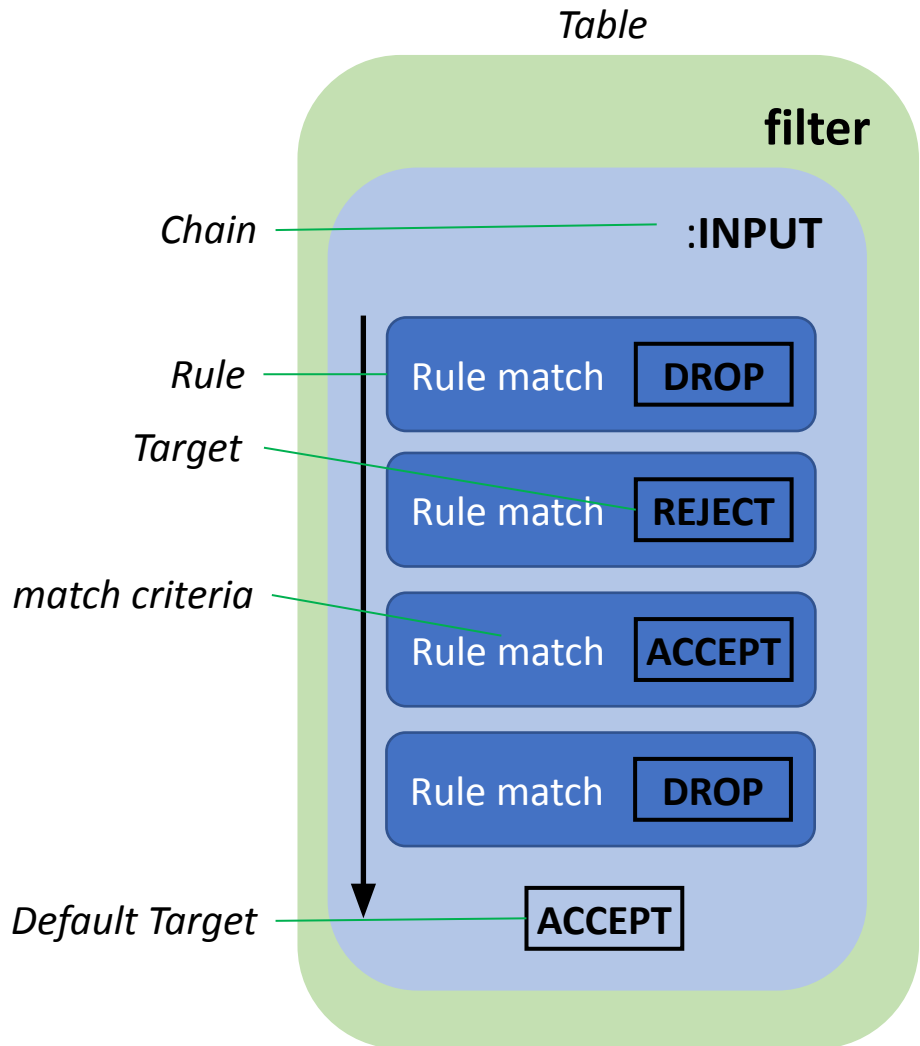 Table
filter
Chain
:INPUT
Rule
Rule match DROP
Target
Rule match REJECT
match criteria
Rule match ACCEPT
Rule match DROP
Default Target
ACCEPT